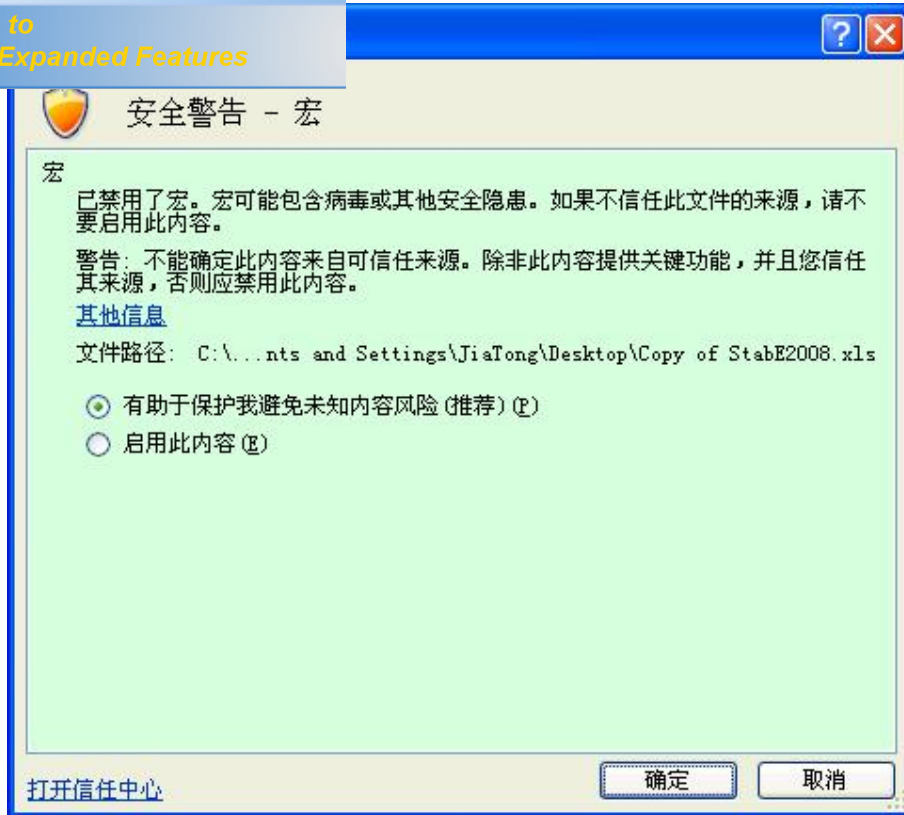 to
Expanded Features
安全警告 - 宏
宏
已禁用了宏。宏可能包含病毒或其他安全隐患。如果不信任此文件的来源，请不
要启用此内容。
警告: 不能确定此内容来自可信任来源。除非此内容提供关键功能，并且您信任
其来源，否则应禁用此内容。
其他信息
文件路径: C:\...nts and Settings\JiaTong\Desktop\Copy of StabE2008.xls
有助于保护我避免未知内容风险(推荐)(P)
启用此内容(E)
打开信任中心
确定
取消